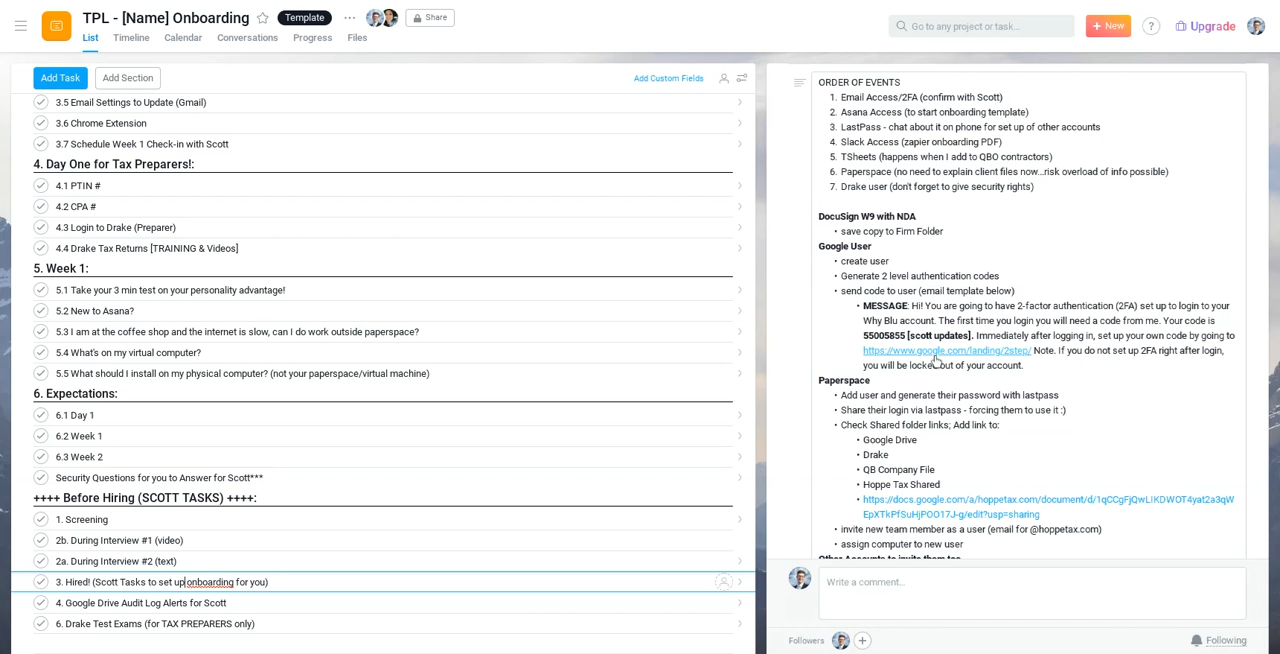 TPL - [Name] Onboarding
Template
Share
Go to any project or task...
New
?
Upgrade
List
Timeline
Calendar
Conversations
Progress
Files
Add Task
Add Section
Add Custom Fields
3.5 Email Settings to Update (Gmail)
3.6 Chrome Extension
3.7 Schedule Week 1 Check-in with Scott
4. Day One for Tax Preparers!:
4.1 PTIN #
4.2 CPA #
4.3 Login to Drake (Preparer)
4.4 Drake Tax Returns [TRAINING & Videos]
5. Week 1:
5.1 Take your 3 min test on your personality advantage!
5.2 New to Asana?
5.3 I am at the coffee shop and the internet is slow, can I do work outside paperspace?
5.4 What's on my virtual computer?
5.5 What should I install on my physical computer? (not your paperspace/virtual machine)
6. Expectations:
6.1 Day 1
6.2 Week 1
6.3 Week 2
Security Questions for you to Answer for Scott***
++++ Before Hiring (SCOTT TASKS) ++++:
1. Screening
2b. During Interview #1 (video)
2a. During Interview #2 (text)
3. Hired! (Scott Tasks to set up onboarding for you)
4. Google Drive Audit Log Alerts for Scott
6. Drake Test Exams (for TAX PREPARERS only)
ORDER OF EVENTS
1. Email Access/2FA (confirm with Scott)
2. Asana Access (to start onboarding template)
3. LastPass - chat about it on phone for set up of other accounts
4. Slack Access (zapier onboarding PDF)
5. TSheets (happens when I add to QBO contractors)
6. Paperspace (no need to explain client files now...risk overload of info possible)
7. Drake user (don't forget to give security rights)
DocuSign W9 with NDA
• save copy to Firm Folder
Google User
• create user
• Generate 2 level authentication codes
• send code to user (email template below)
• MESSAGE: Hi! You are going to have 2-factor authentication (2FA) set up to login to your
Why Blu account. The first time you login you will need a code from me. Your code is
55005855 [scott updates]. Immediately after logging in, set up your own code by going to
https://www.google.com/landing/2step/ Note. If you do not set up 2FA right after login,
you will be locked out of your account.
Paperspace
• Add user and generate their password with lastpass
• Share their login via lastpass - forcing them to use it :)
• Check Shared folder links; Add link to:
• Google Drive
• Drake
• QB Company File
• Hoppe Tax Shared
• https://docs.google.com/a/hoppetax.com/document/d/1qCCgFjQwLIKDWOT4yat2a3qW
EpXTkPfSuHjPOO17J-g/edit?usp=sharing
• invite new team member as a user (email for @hoppetax.com)
• assign computer to new user
Other Accounts to invite them too
Write a comment...
Followers
Following